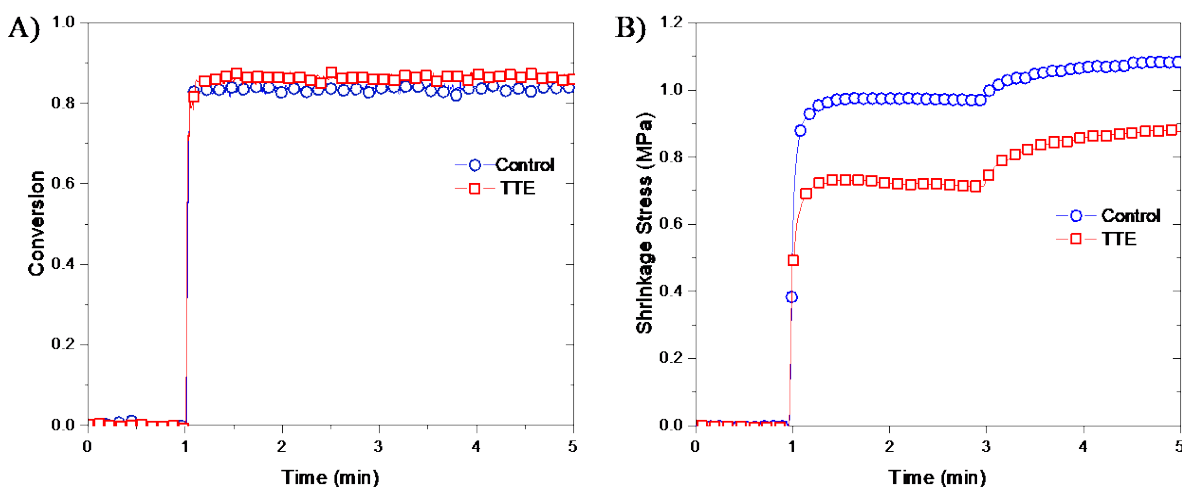 A)
Conversion
1.0
0.8
0.6
0.4
0.2
0.0
0 1 2 3 4 5
Time (min)
Control
TTE
B)
Shrinkage Stress (MPa)
1.2
1.0
0.8
0.6
0.4
0.2
0.0
0 1 2 3 4 5
Time (min)
Control
TTE